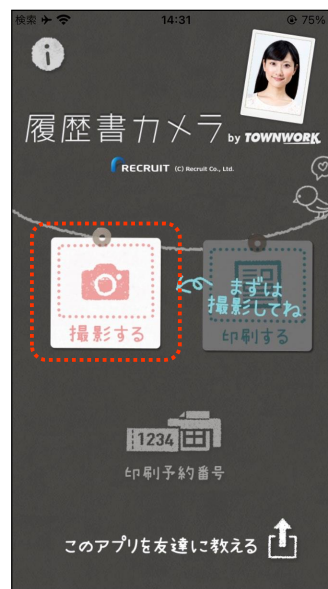 検索 14:31 75%
i
履歴書カメラ by TOWNWORK
RECRUIT (C) Recruit Co., Ltd.
撮影する
まずは
撮影してね
印刷する
1234
印刷予約番号
このアプリを友達に教える